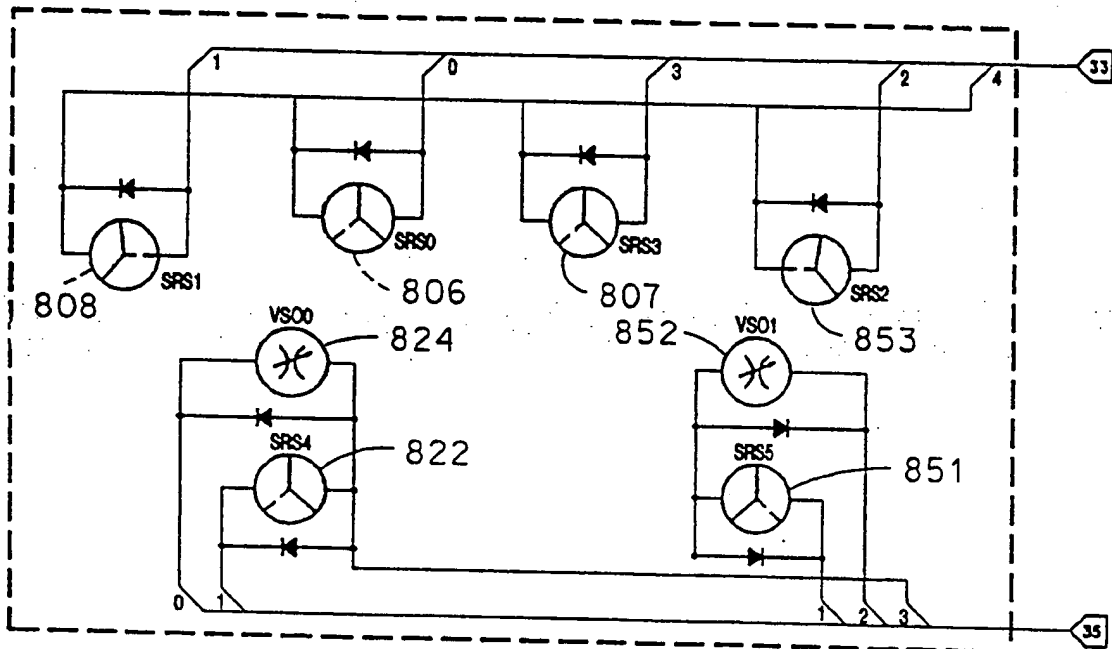 1 0 3 2 4 33
SRS1 SRS0 SRS3 SRS2
808 806 807 853
VSO0 824 852 VSO1
SRS4 822 SRS5 851
0 1 1 2 3 35